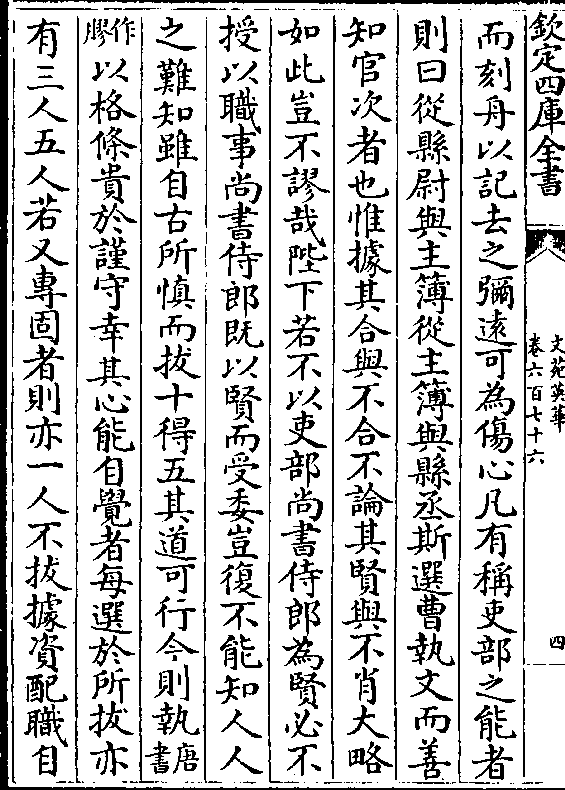 欽定四庫全書
文苑英華
卷六百七十六
四
而刻舟以記去之彌遠可為傷心凡有稱吏部之能者
則曰從縣尉與主簿從主簿與縣丞斯選曹執文而善
知官次者也惟據其合與不合不論其賢與不肖大略
如此豈不謬哉陛下若不以吏部尚書侍郎為賢必不
授以職事尚書侍郎既以賢而受委豈復不能知人人
之難知雖自古所慎而拔十得五其道可行今則執唐書
作膠以格條貴於謹守幸其心能自覺者每選於所拔亦
有三人五人若又專固者則亦一人不拔據資配職自